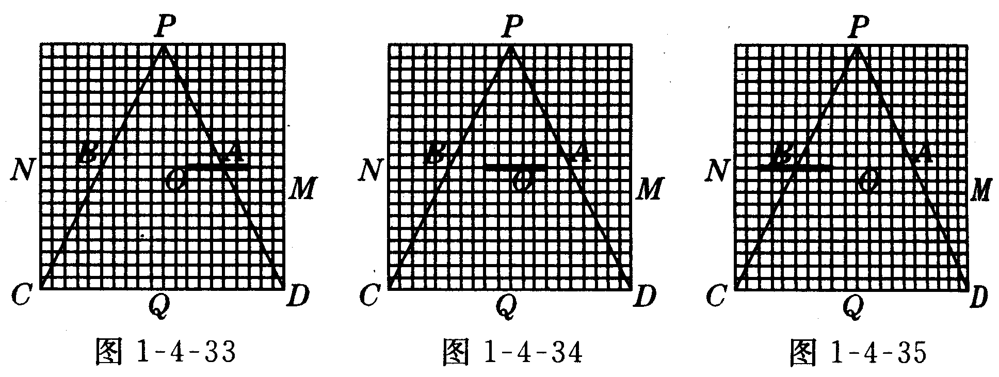 P P P
B A B A B A
N O M N O M N O M
C Q D C Q D C Q D
图 1-4-33 图 1-4-34 图 1-4-35